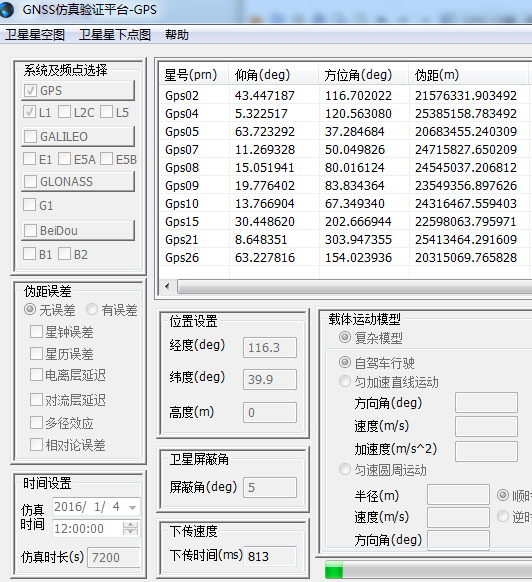 GNSS仿真验证平台-GPS
卫星星空图 卫星星下点图 帮助
系统及频点选择
GPS
L1 L2C L5
GALILEO
E1 E5A E5B
GLONASS
G1
BeiDou
B1 B2
星号(prn) 仰角(deg) 方位角(deg) 伪距(m)
Gps02 43.447187 116.702022 21576331.903492
Gps04 5.322517 120.563080 25385158.783492
Gps05 63.723292 37.284684 20683455.240309
Gps07 11.269328 50.049826 24715827.650209
Gps08 15.051941 80.016124 24545037.206812
Gps09 19.776402 83.834364 23549356.897626
Gps10 13.766904 67.349340 24316467.559403
Gps15 30.448620 202.666944 22598063.795971
Gps21 8.648351 303.947355 25413464.291609
Gps26 63.227816 154.023936 20315069.765828
伪距误差
无误差 有误差
星钟误差
星历误差
电离层延迟
对流层延迟
多径效应
相对论误差
时间设置
仿真时间 2016/ 1/ 4
12:00:00
仿真时长(s) 7200
位置设置
经度(deg) 116.3
纬度(deg) 39.9
高度(m) 0
卫星屏蔽角
屏蔽角(deg) 5
下传速度
下传时间(ms) 813
载体运动模型
复杂模型
自驾车行驶
匀加速直线运动
方向角(deg)
速度(m/s)
加速度(m/s^2)
匀速圆周运动
半径(m) 顺时
速度(m/s) 逆时
方向角(deg)